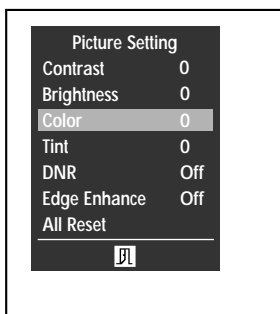 Picture Setting
Contrast 0
Brightness 0
Color 0
Tint 0
DNR Off
Edge Enhance Off
All Reset